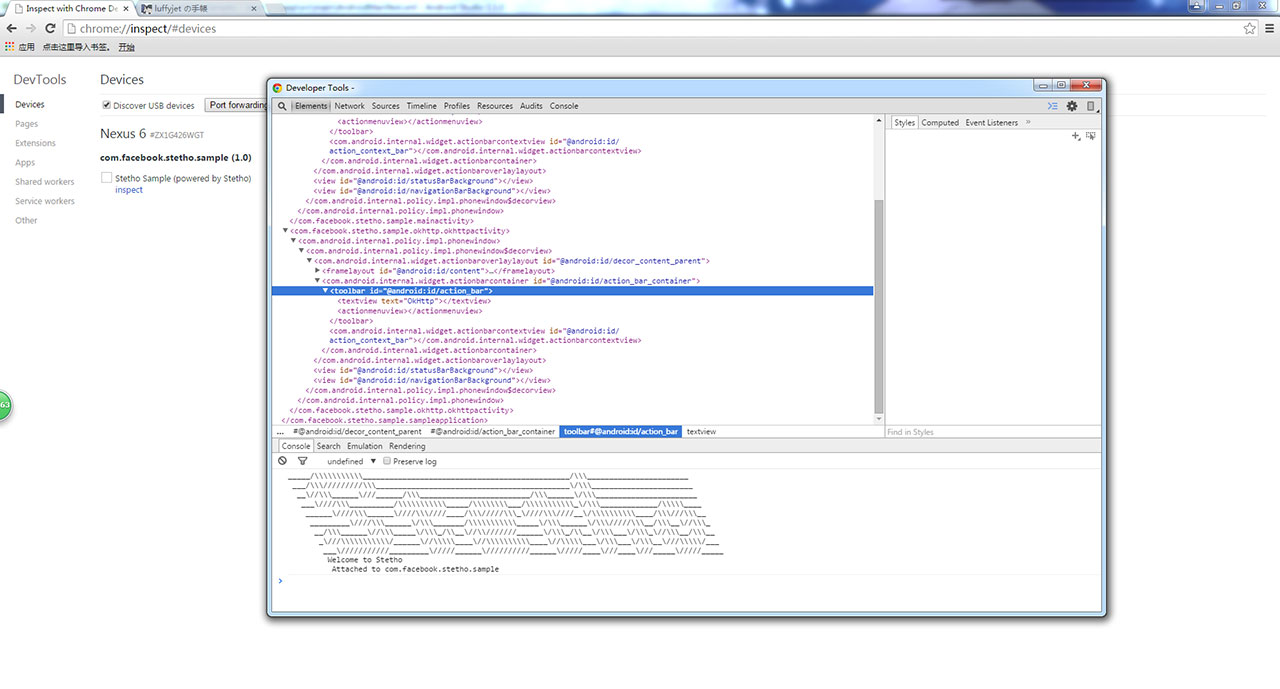 Inspect with Chrome De
luffyjet の手帳
chrome://inspect/#devices
应用 点击这里导入书签。 开始
DevTools
Devices
Pages
Extensions
Apps
Shared workers
Service workers
Other
Devices
Discover USB devices Port forwarding
Nexus 6 #ZX1G426WGT
com.facebook.stetho.sample (1.0)
Stetho Sample (powered by Stetho)
inspect
63
Developer Tools -
Elements Network Sources Timeline Profiles Resources Audits Console
<actionmenuview></actionmenuview>
</toolbar>
<com.android.internal.widget.actionbarcontextview id="@android:id/
action_context_bar"></com.android.internal.widget.actionbarcontextview>
</com.android.internal.widget.actionbarcontainer>
</com.android.internal.widget.actionbaroverlaylayout>
<view id="@android:id/statusBarBackground"></view>
<view id="@android:id/navigationBarBackground"></view>
</com.android.internal.policy.impl.phonewindow$decorview>
</com.android.internal.policy.impl.phonewindow>
</com.facebook.stetho.sample.mainactivity>
<com.facebook.stetho.sample.okhttp.okhttpactivity>
<com.android.internal.policy.impl.phonewindow>
<com.android.internal.policy.impl.phonewindow$decorview>
<com.android.internal.widget.actionbaroverlaylayout id="@android:id/decor_content_parent">
<framelayout id="@android:id/content">…</framelayout>
<com.android.internal.widget.actionbarcontainer id="@android:id/action_bar_container">
<toolbar id="@android:id/action_bar">
<textview text="OkHttp"></textview>
<actionmenuview></actionmenuview>
</toolbar>
<com.android.internal.widget.actionbarcontextview id="@android:id/
action_context_bar"></com.android.internal.widget.actionbarcontextview>
</com.android.internal.widget.actionbarcontainer>
</com.android.internal.widget.actionbaroverlaylayout>
<view id="@android:id/statusBarBackground"></view>
<view id="@android:id/navigationBarBackground"></view>
</com.android.internal.policy.impl.phonewindow$decorview>
</com.android.internal.policy.impl.phonewindow>
</com.facebook.stetho.sample.okhttp.okhttpactivity>
</com.facebook.stetho.sample.sampleapplication>
... #@android:id/decor_content_parent #@android:id/action_bar_container toolbar#@android:id/action_bar textview
Styles Computed Event Listeners »
Find in Styles
Console Search Emulation Rendering
undefined ▼ Preserve log
Welcome to Stetho
Attached to com.facebook.stetho.sample
>